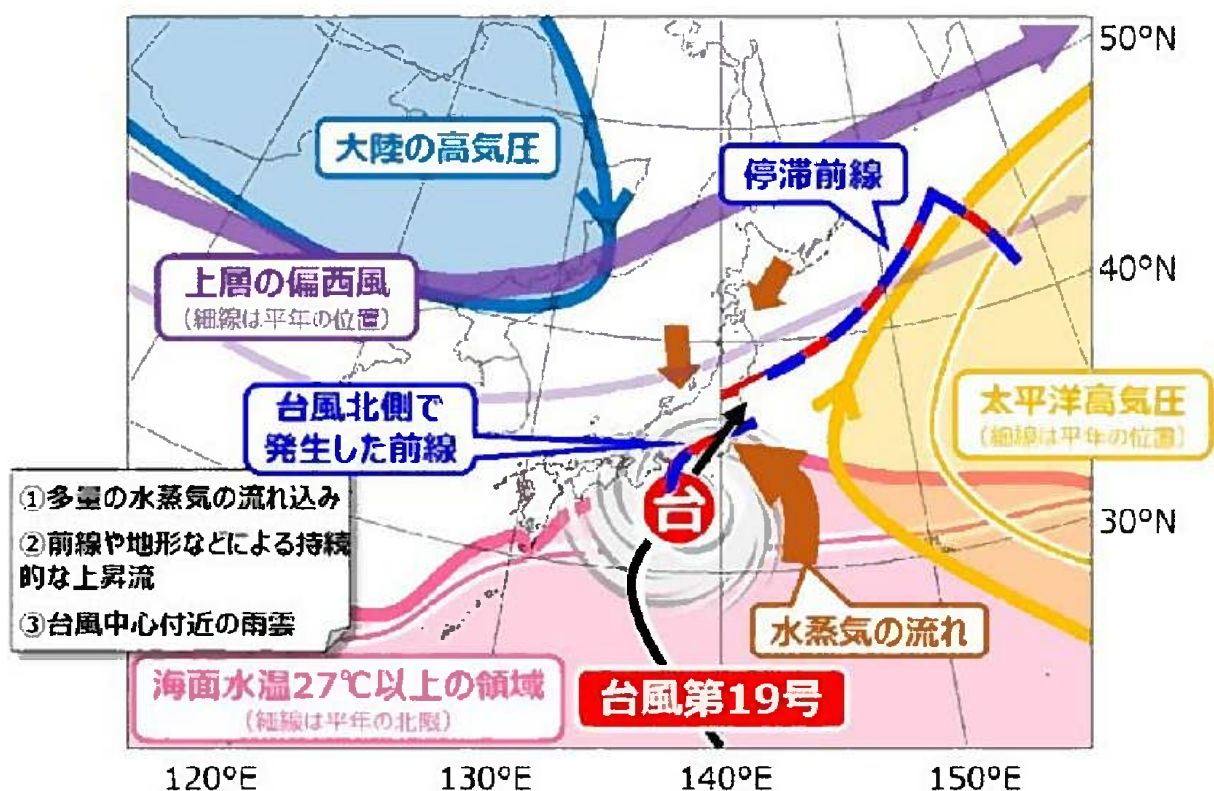 50°N
大陸の高気圧
停滞前線
上層の偏西風
(細線は平年の位置)
40°N
台風北側で
発生した前線
太平洋高気圧
(細線は平年の位置)
①多量の水蒸気の流れ込み
②前線や地形などによる持続
的な上昇流
③台風中心付近の雨雲
台
30°N
水蒸気の流れ
海面水温27℃以上の領域
(細線は平年の北限)
台風第19号
120°E
130°E
140°E
150°E